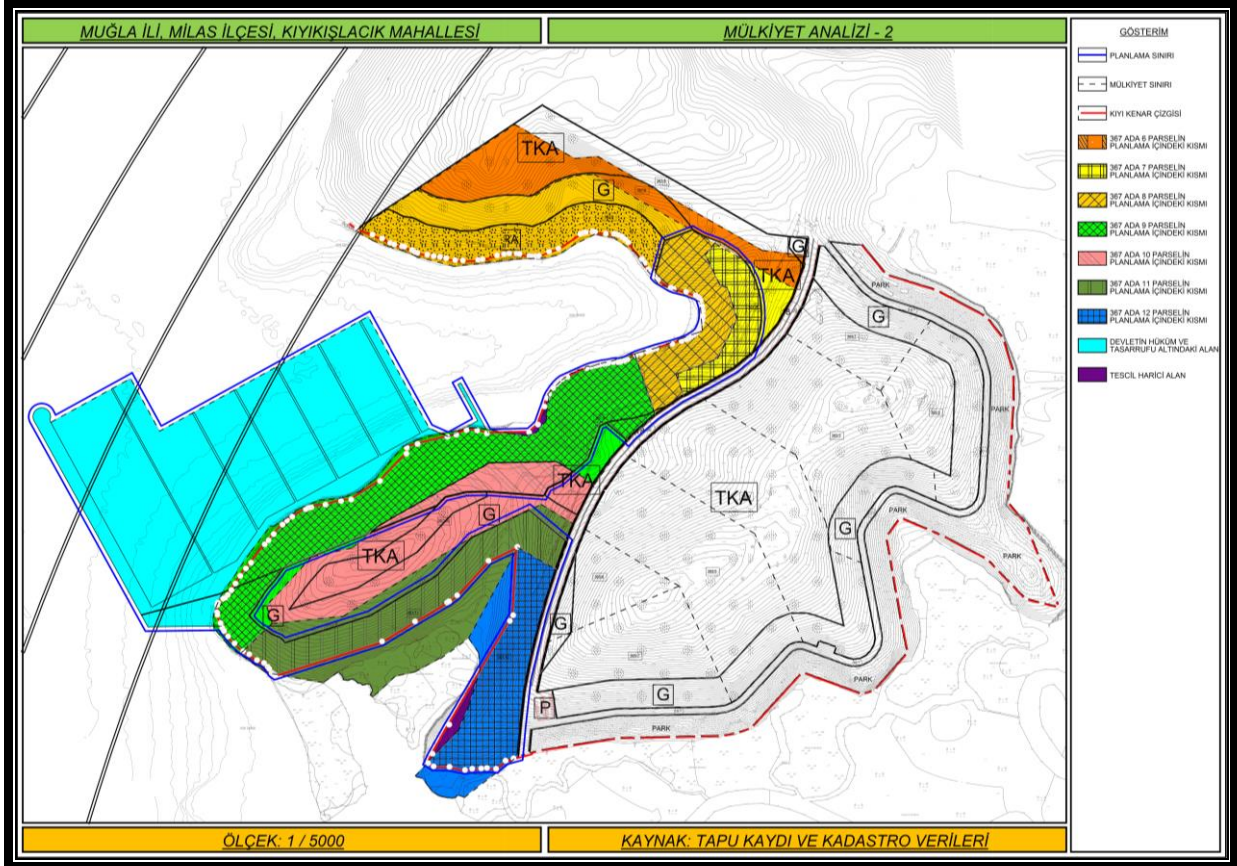 MUĞLA İLİ, MİLAS İLÇESİ, KIYIKIŞLACIK MAHALLESİ
MÜLKİYET ANALİZİ - 2
GÖSTERİM
PLANLAMA SINIRI
MÜLKİYET SINIRI
KIYI KENAR ÇİZGİSİ
367 ADA 6 PARSELİN
PLANLAMA İÇİNDEKİ KISMI
367 ADA 7 PARSELİN
PLANLAMA İÇİNDEKİ KISMI
367 ADA 8 PARSELİN
PLANLAMA İÇİNDEKİ KISMI
367 ADA 9 PARSELİN
PLANLAMA İÇİNDEKİ KISMI
367 ADA 10 PARSELİN
PLANLAMA İÇİNDEKİ KISMI
367 ADA 11 PARSELİN
PLANLAMA İÇİNDEKİ KISMI
367 ADA 12 PARSELİN
PLANLAMA İÇİNDEKİ KISMI
DEVLETİN HÜKÜM VE
TASARRUFU ALTINDAKİ ALAN
TESCİL HARİCİ ALAN
TKA
G
G
TKA
PARK
G
PARK
TKA
TKA
G
PARK
G
TKA
PARK
G
G
PARK
G
P
PARK
ÖLÇEK: 1 / 5000
KAYNAK: TAPU KAYDI VE KADASTRO VERİLERİ